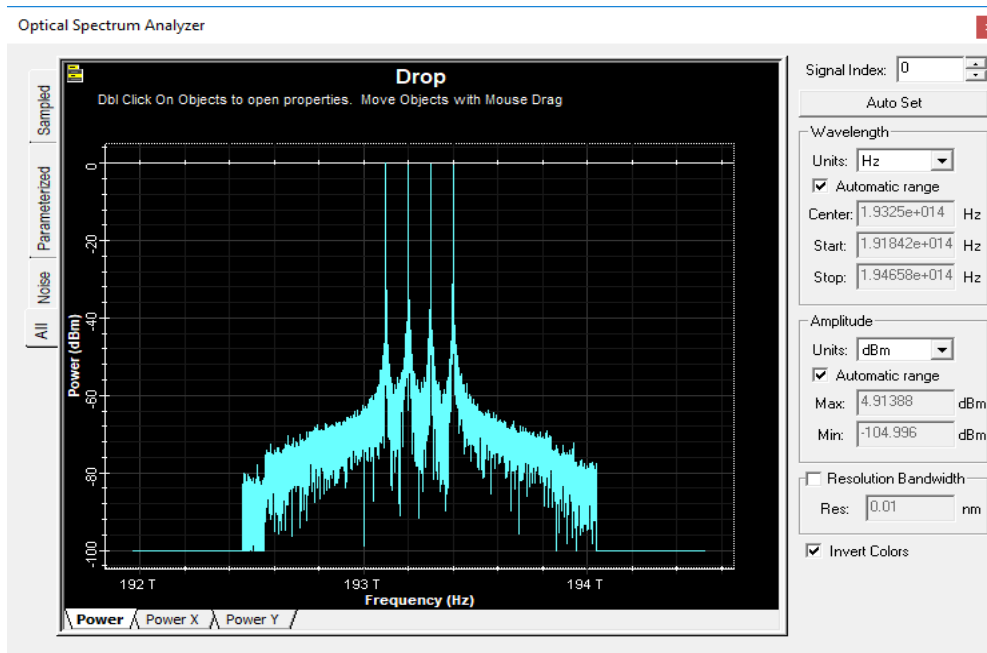 Optical Spectrum Analyzer
Drop
Dbl Click On Objects to open properties. Move Objects with Mouse Drag
Sampled
Parameterized
Noise
All
Power (dBm)
0
-20
-40
-60
-80
-100
192 T
193 T
194 T
Frequency (Hz)
Power
Power X
Power Y
Signal Index: 0
Auto Set
Wavelength
Units: Hz
Automatic range
Center: 1.9325e+014 Hz
Start: 1.91842e+014 Hz
Stop: 1.94658e+014 Hz
Amplitude
Units: dBm
Automatic range
Max: 4.91388 dBm
Min: -104.996 dBm
Resolution Bandwidth
Res: 0.01 nm
Invert Colors